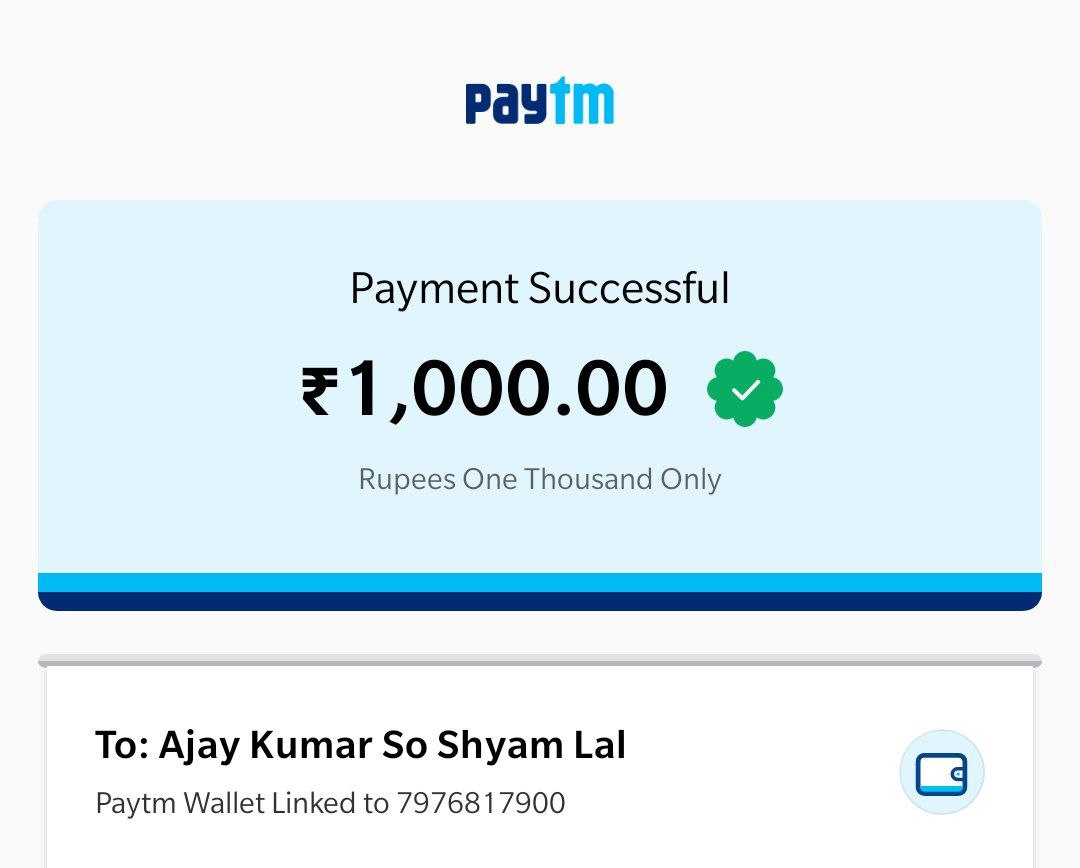 paytm
Payment Successful
₹1,000.00
Rupees One Thousand Only
To: Ajay Kumar So Shyam Lal
Paytm Wallet Linked to 7976817900